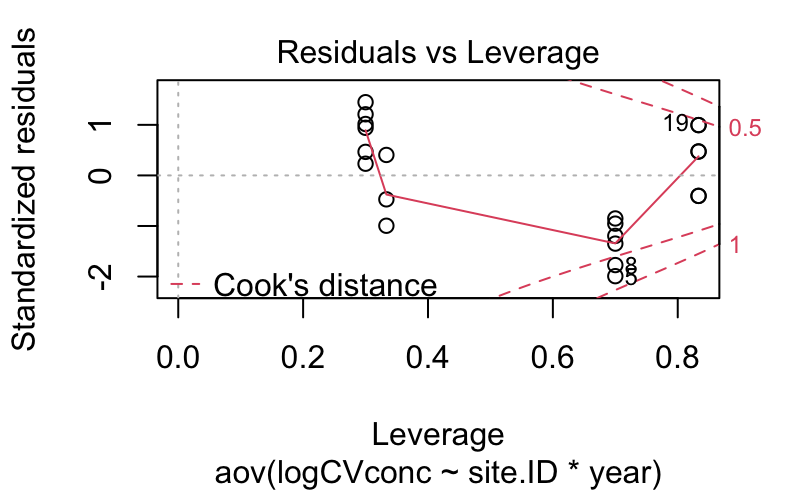 Residuals vs Leverage
Standardized residuals
1
0
-2
19
0.5
1
8
5
Cook's distance
0.0 0.2 0.4 0.6 0.8
Leverage
aov(logCVconc ~ site.ID * year)